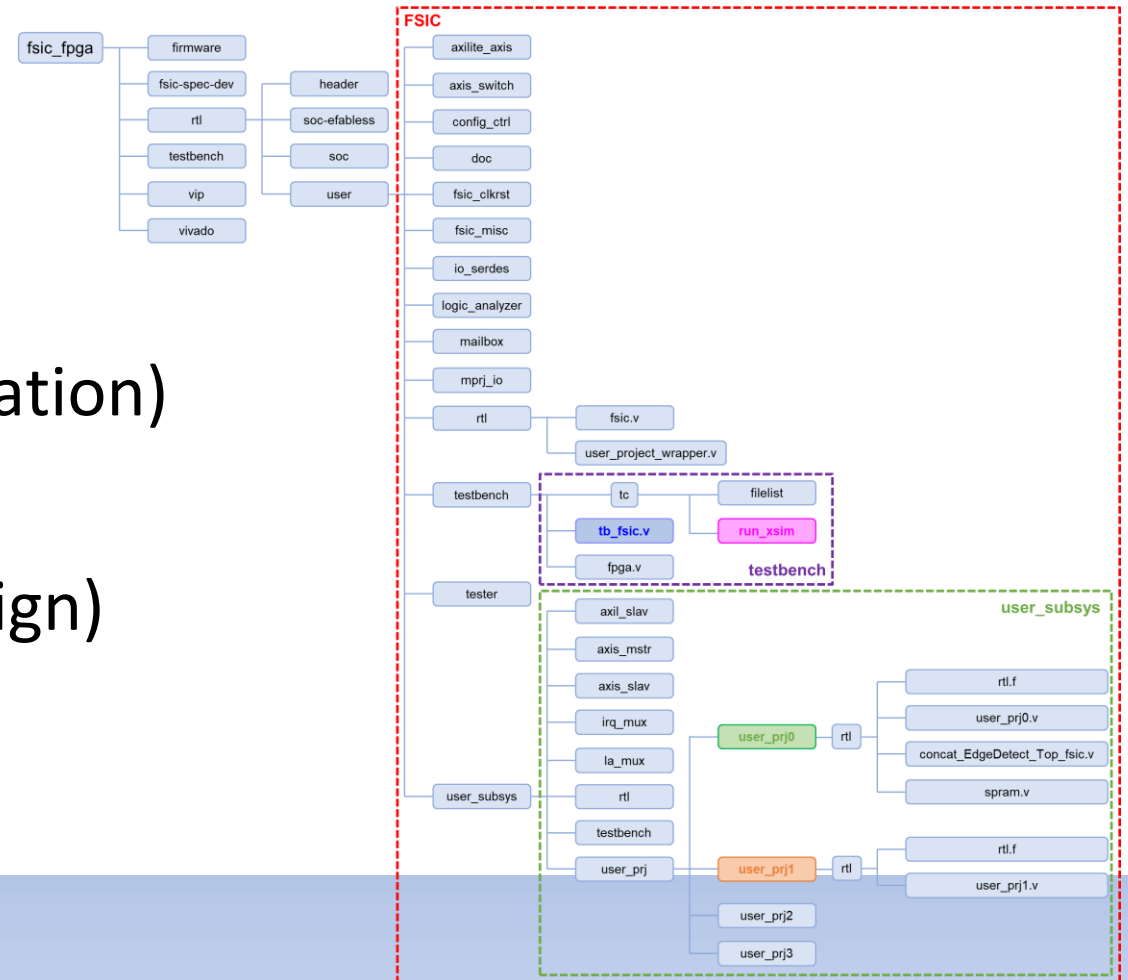 FSIC
fsic_fpga
firmware
fsic-spec-dev
rtl
testbench
vip
vivado
header
soc-efabless
soc
user
axilite_axis
axis_switch
config_ctrl
doc
fsic_clkrst
fsic_misc
io_serdes
logic_analyzer
mailbox
mprj_io
rtl
fsic.v
user_project_wrapper.v
ation)
testbench
tc
filelist
tb_fsic.v
run_xsim
fpga.v
testbench
ign)
tester
user_subsys
user_subsys
axil_slav
axis_mstr
axis_slav
irq_mux
la_mux
rtl
testbench
user_prj
user_prj0
rtl
rtl.f
user_prj0.v
concat_EdgeDetect_Top_fsic.v
spram.v
user_prj1
rtl
rtl.f
user_prj1.v
user_prj2
user_prj3